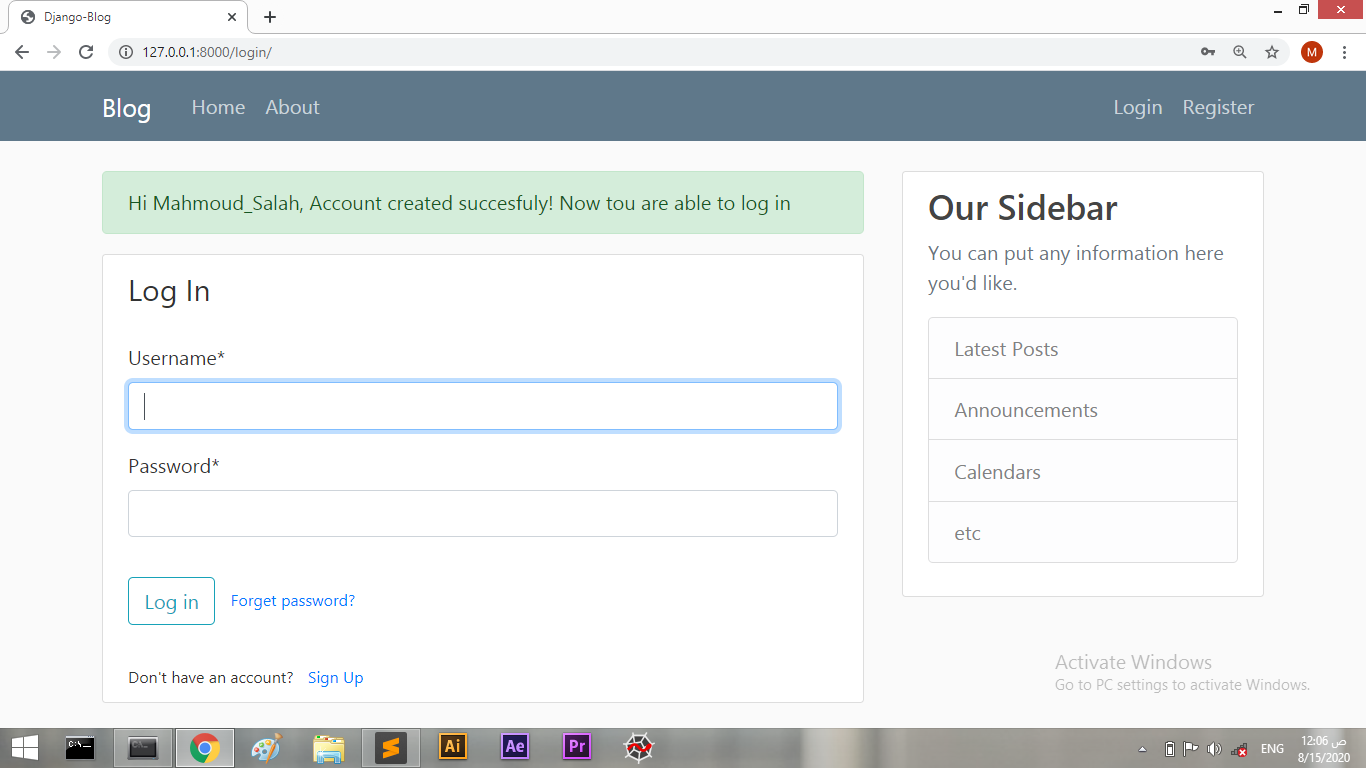 Django-Blog
127.0.0.1:8000/login/
M
Blog Home About Login Register
Hi Mahmoud_Salah, Account created succesfuly! Now tou are able to log in
Log In
Username*
Password*
Log in Forget password?
Don't have an account? Sign Up
Our Sidebar
You can put any information here
you'd like.
Latest Posts
Announcements
Calendars
etc
Activate Windows
Go to PC settings to activate Windows.
Ai Ae Pr
ENG
12:06 ص
8/15/2020